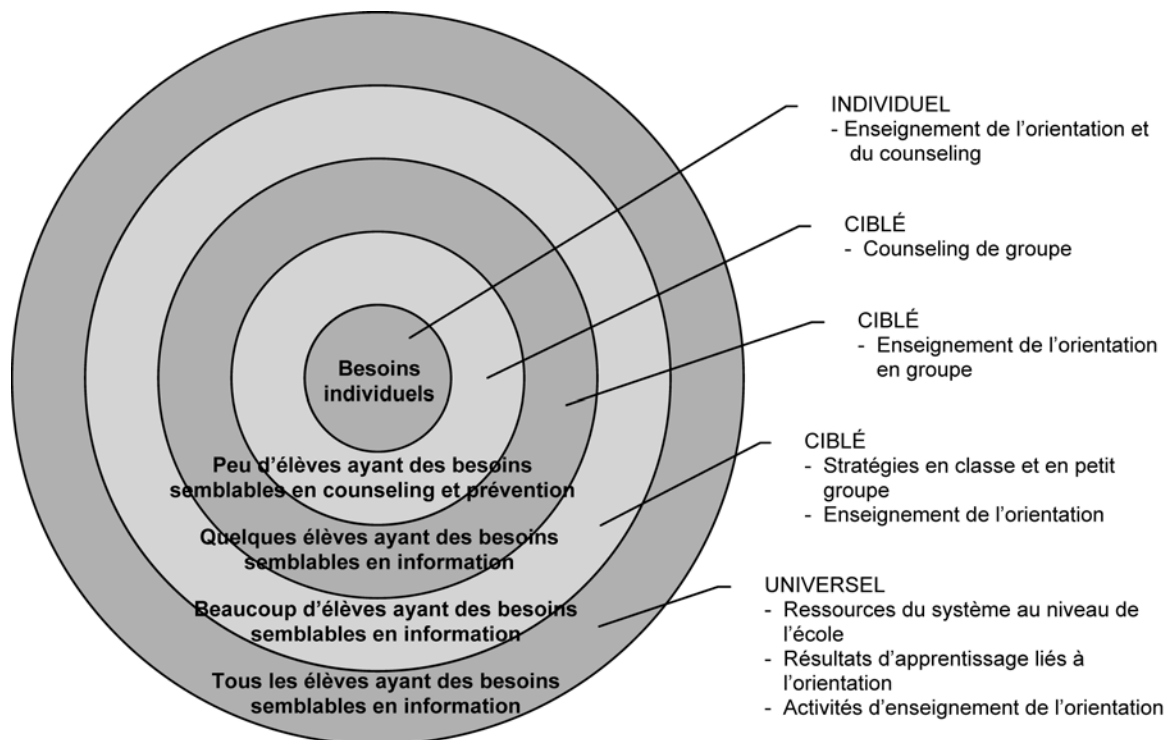 Besoins
individuels
Peu d'élèves ayant des besoins
semblables en counseling et prévention
Quelques élèves ayant des besoins
semblables en information
Beaucoup d'élèves ayant des besoins
semblables en information
Tous les élèves ayant des besoins
semblables en information
INDIVIDUEL
- Enseignement de l'orientation et
du counseling
CIBLÉ
- Counseling de groupe
CIBLÉ
- Enseignement de l'orientation
en groupe
CIBLÉ
- Stratégies en classe et en petit
groupe
- Enseignement de l'orientation
UNIVERSEL
- Ressources du système au niveau de
l'école
- Résultats d'apprentissage liés à
l'orientation
- Activités d'enseignement de l'orientation